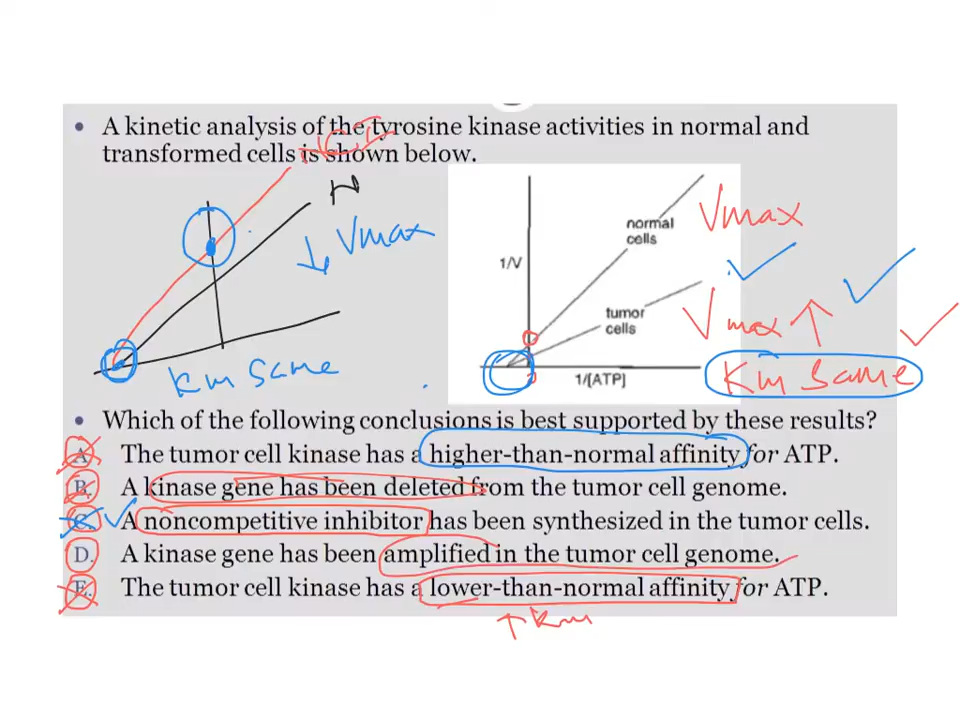 • A kinetic analysis of the tyrosine kinase activities in normal and
transformed cells is shown below.
N.C.I
N
↓ Vmax
Km same
1/V
normal
cells
tumor
cells
1/[ATP]
Vmax
Vmax ↑
Km same
• Which of the following conclusions is best supported by these results?
A. The tumor cell kinase has a higher-than-normal affinity for ATP.
B. A kinase gene has been deleted from the tumor cell genome.
C. A noncompetitive inhibitor has been synthesized in the tumor cells.
D. A kinase gene has been amplified in the tumor cell genome.
E. The tumor cell kinase has a lower-than-normal affinity for ATP.
↑ Km